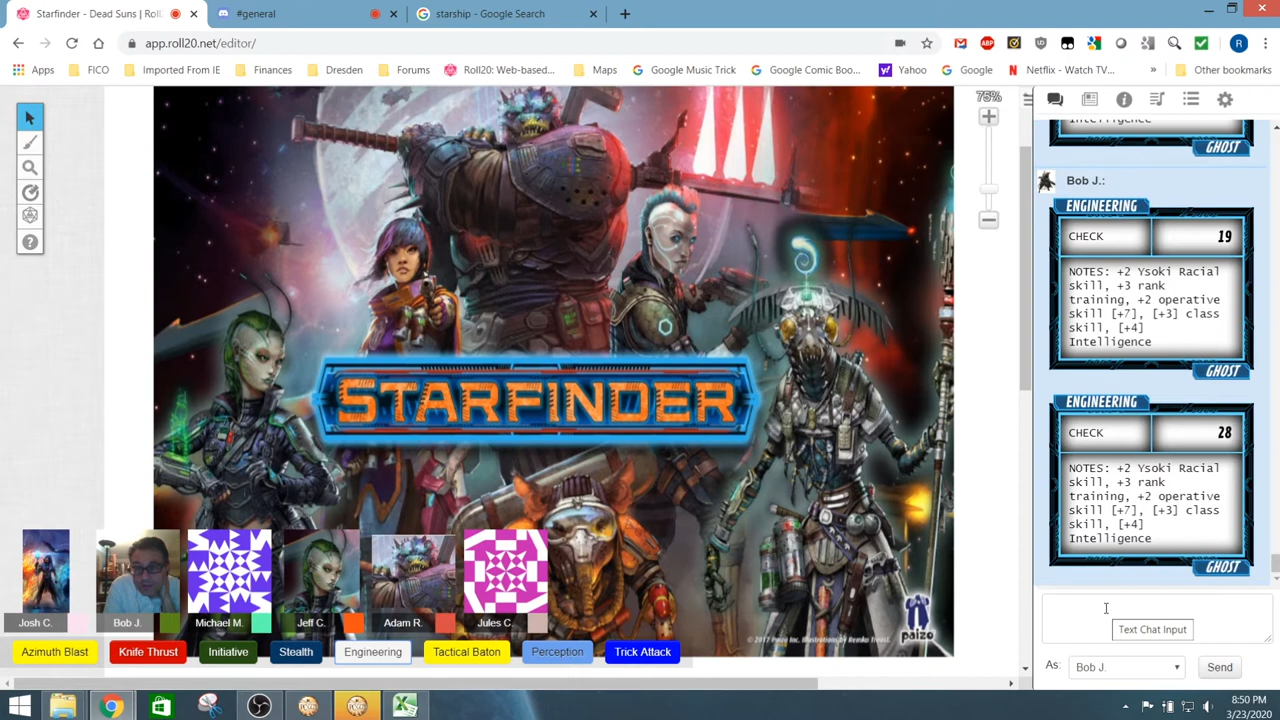 Starfinder - Dead Suns | Roll
#general
starship - Google Search
app.roll20.net/editor/
Apps
FICO
Imported From IE
Finances
Dresden
Forums
Roll20: Web-based...
Maps
Google Music Trick
Google Comic Boo...
Yahoo
Google
Netflix - Watch TV...
»
Other bookmarks
75%
Intelligence
GHOST
Bob J.:
ENGINEERING
CHECK 19
NOTES: +2 Ysoki Racial
skill, +3 rank
training, +2 operative
skill [+7], [+3] class
skill, [+4]
Intelligence
GHOST
ENGINEERING
CHECK 28
NOTES: +2 Ysoki Racial
skill, +3 rank
training, +2 operative
skill [+7], [+3] class
skill, [+4]
Intelligence
GHOST
STARFINDER
paizo
Josh C.
Bob J.
Michael M.
Jeff C.
Adam R.
Jules C.
Azimuth Blast
Knife Thrust
Initiative
Stealth
Engineering
Tactical Baton
Perception
Trick Attack
Text Chat Input
As:
Bob J.
Send
8:50 PM
3/23/2020